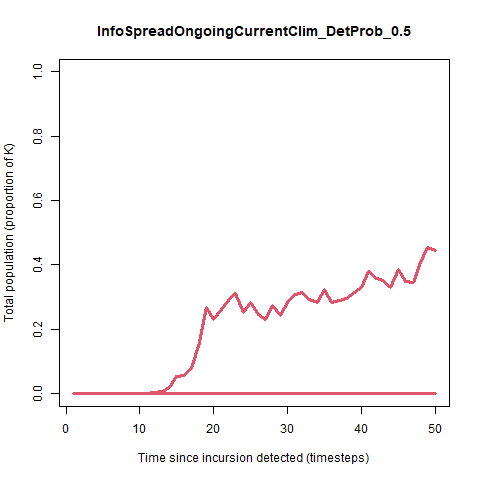 InfoSpreadOngoingCurrentClim_DetProb_0.5
Total population (proportion of K)
1.0
0.8
0.6
0.4
0.2
0.0
0 10 20 30 40 50
Time since incursion detected (timesteps)